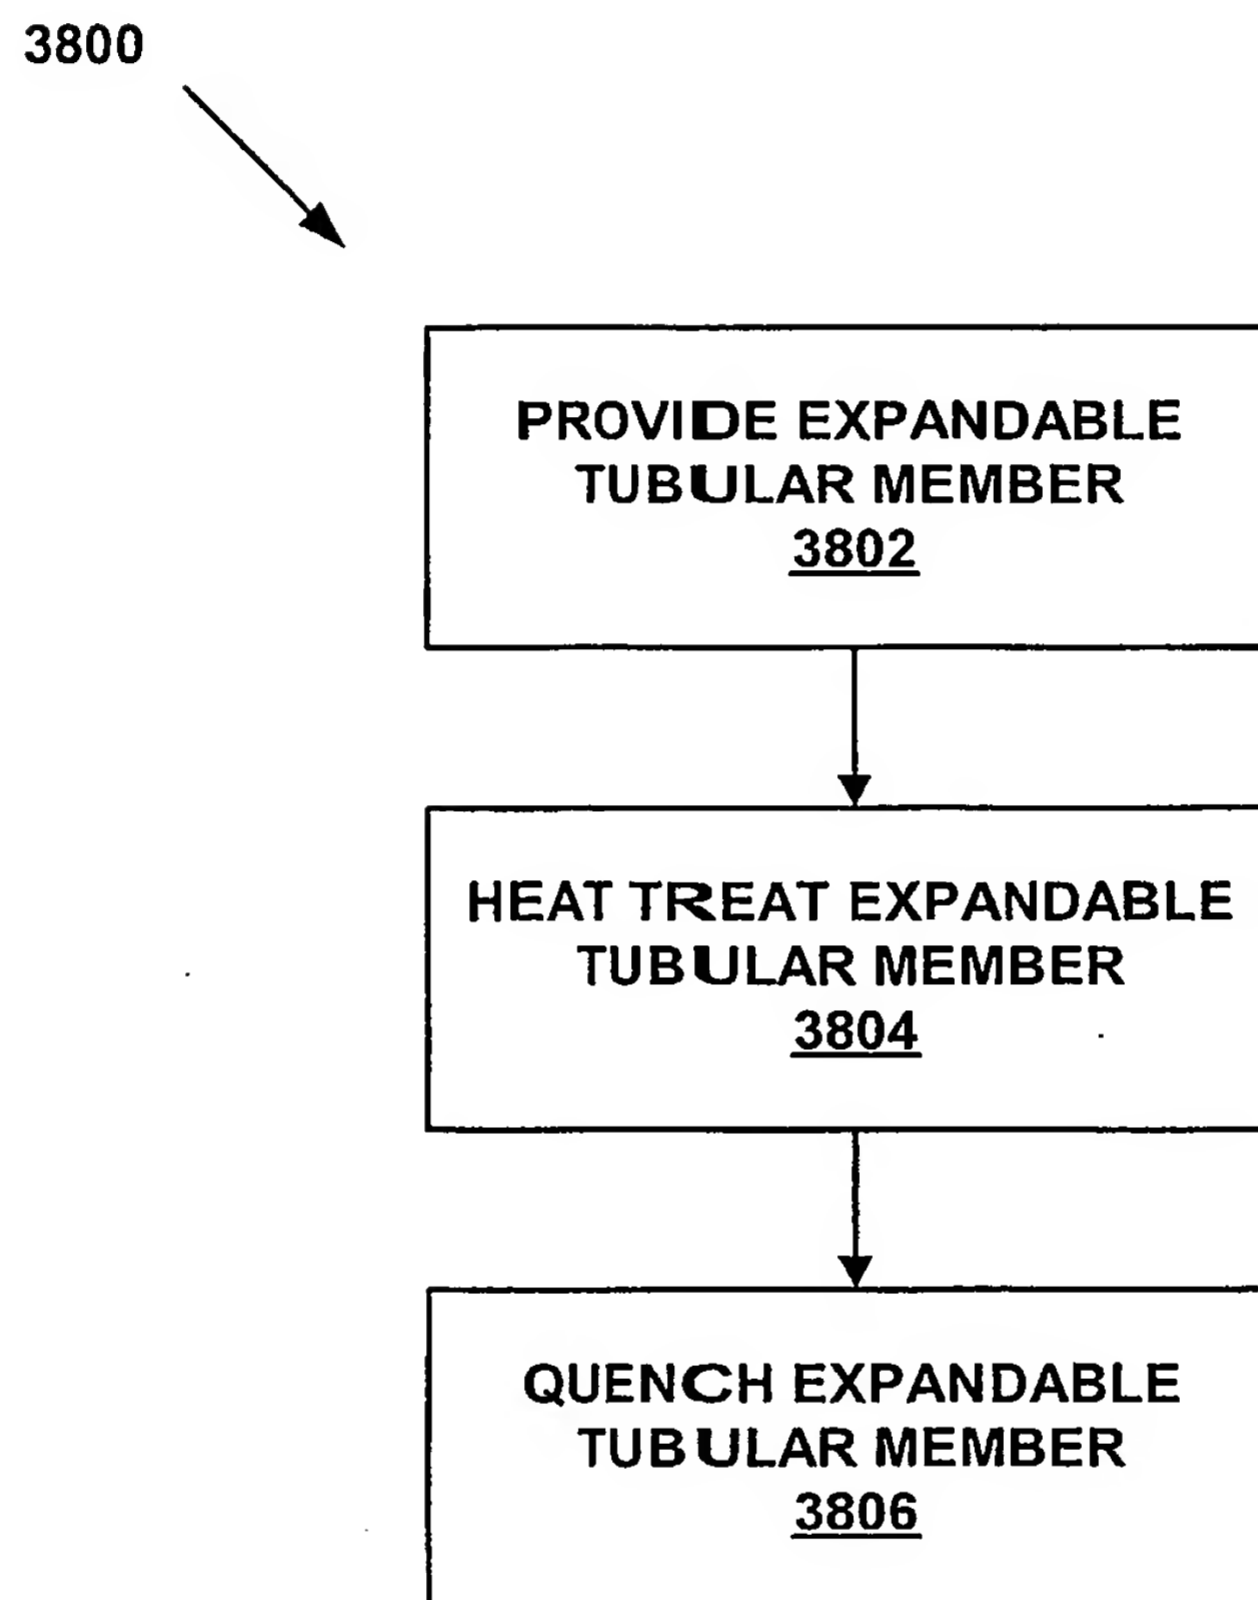 3800
PROVIDE EXPANDABLE
TUBULAR MEMBER
3802
HEAT TREAT EXPANDABLE
TUBULAR MEMBER
3804
QUENCH EXPANDABLE
TUBULAR MEMBER
3806